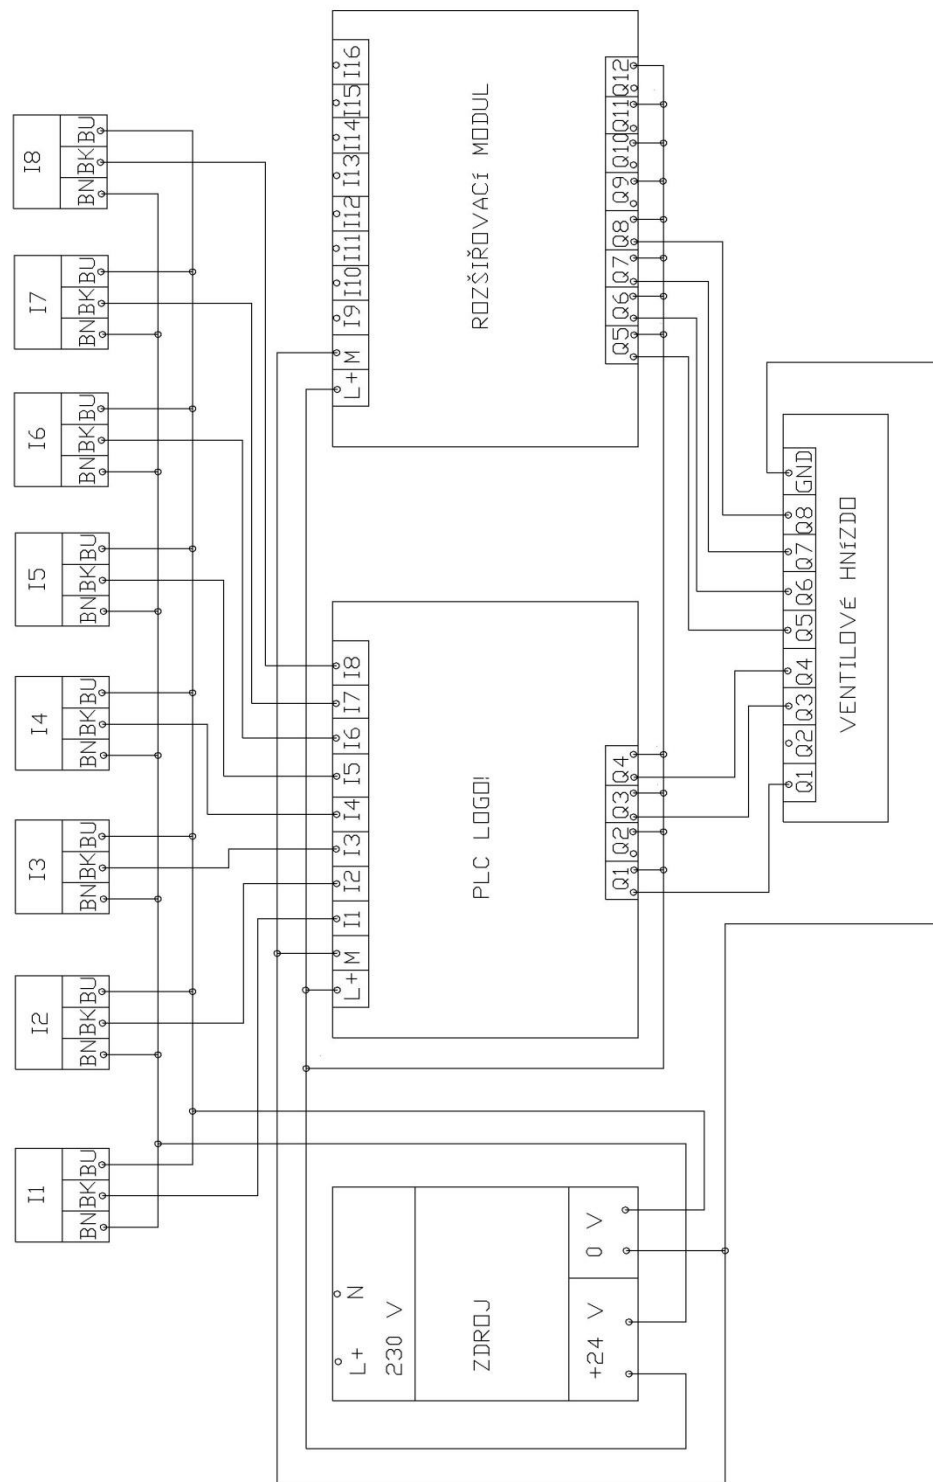 I1
BN BK BU
I2
BN BK BU
I3
BN BK BU
I4
BN BK BU
I5
BN BK BU
I6
BN BK BU
I7
BN BK BU
I8
BN BK BU
L+ N
230 V
ZDROJ
+24 V 0 V
L+ M I1 I2 I3 I4 I5 I6 I7 I8
PLC LOGO!
Q1 Q2 Q3 Q4
L+ M I9 I10 I11 I12 I13 I14 I15 I16
ROZŠIŘOVACÍ MODUL
Q5 Q6 Q7 Q8 Q9 Q10 Q11 Q12
Q1 Q2 Q3 Q4 Q5 Q6 Q7 Q8 GND
VENTILOVÉ HNÍZDO